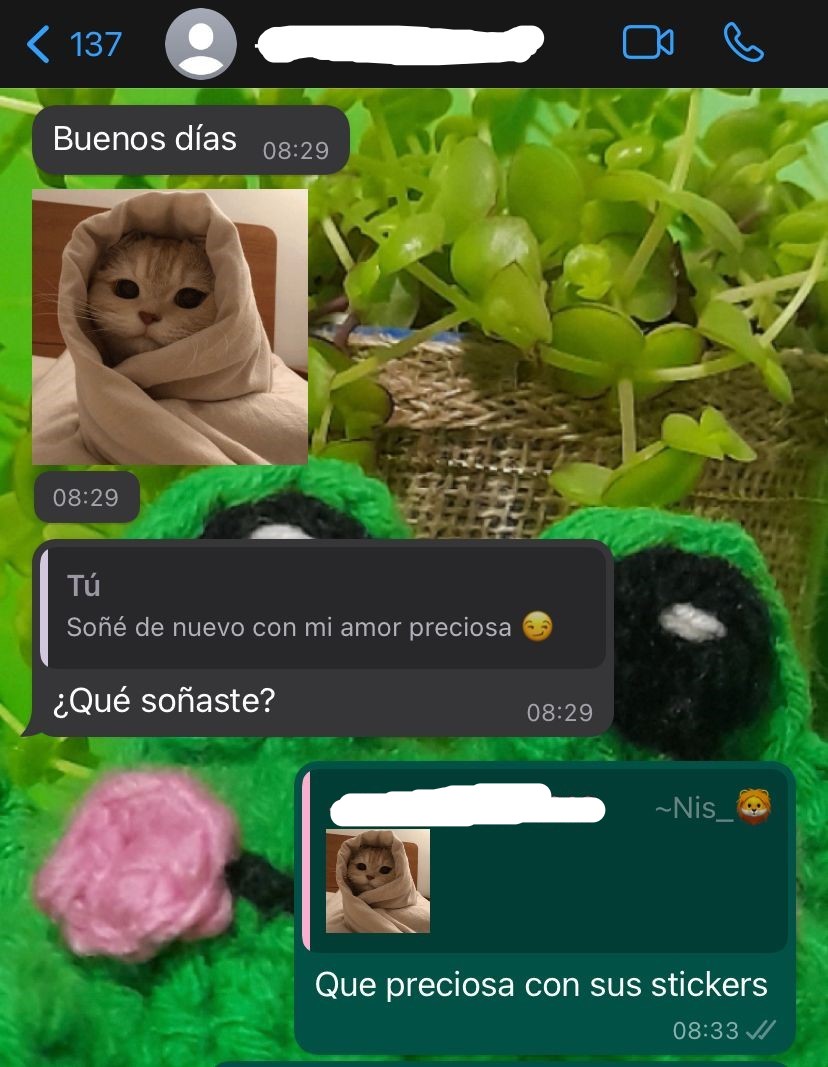 137
Buenos días 08:29
08:29
Tú
Soñé de nuevo con mi amor preciosa 😏
¿Qué soñaste? 08:29
~Nis_🦁
Que preciosa con sus stickers
08:33